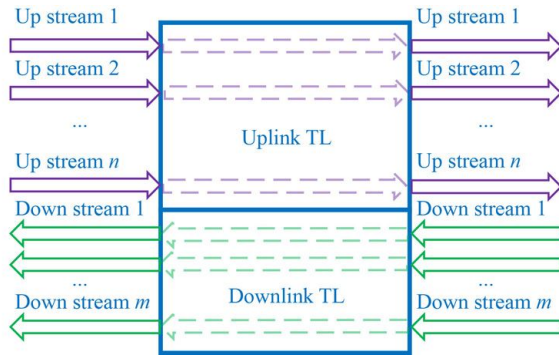 Up stream 1
Up stream 1
Up stream 2
Up stream 2
...
...
Uplink TL
Up stream n
Up stream n
Down stream 1
Down stream 1
...
...
Downlink TL
Down stream m
Down stream m